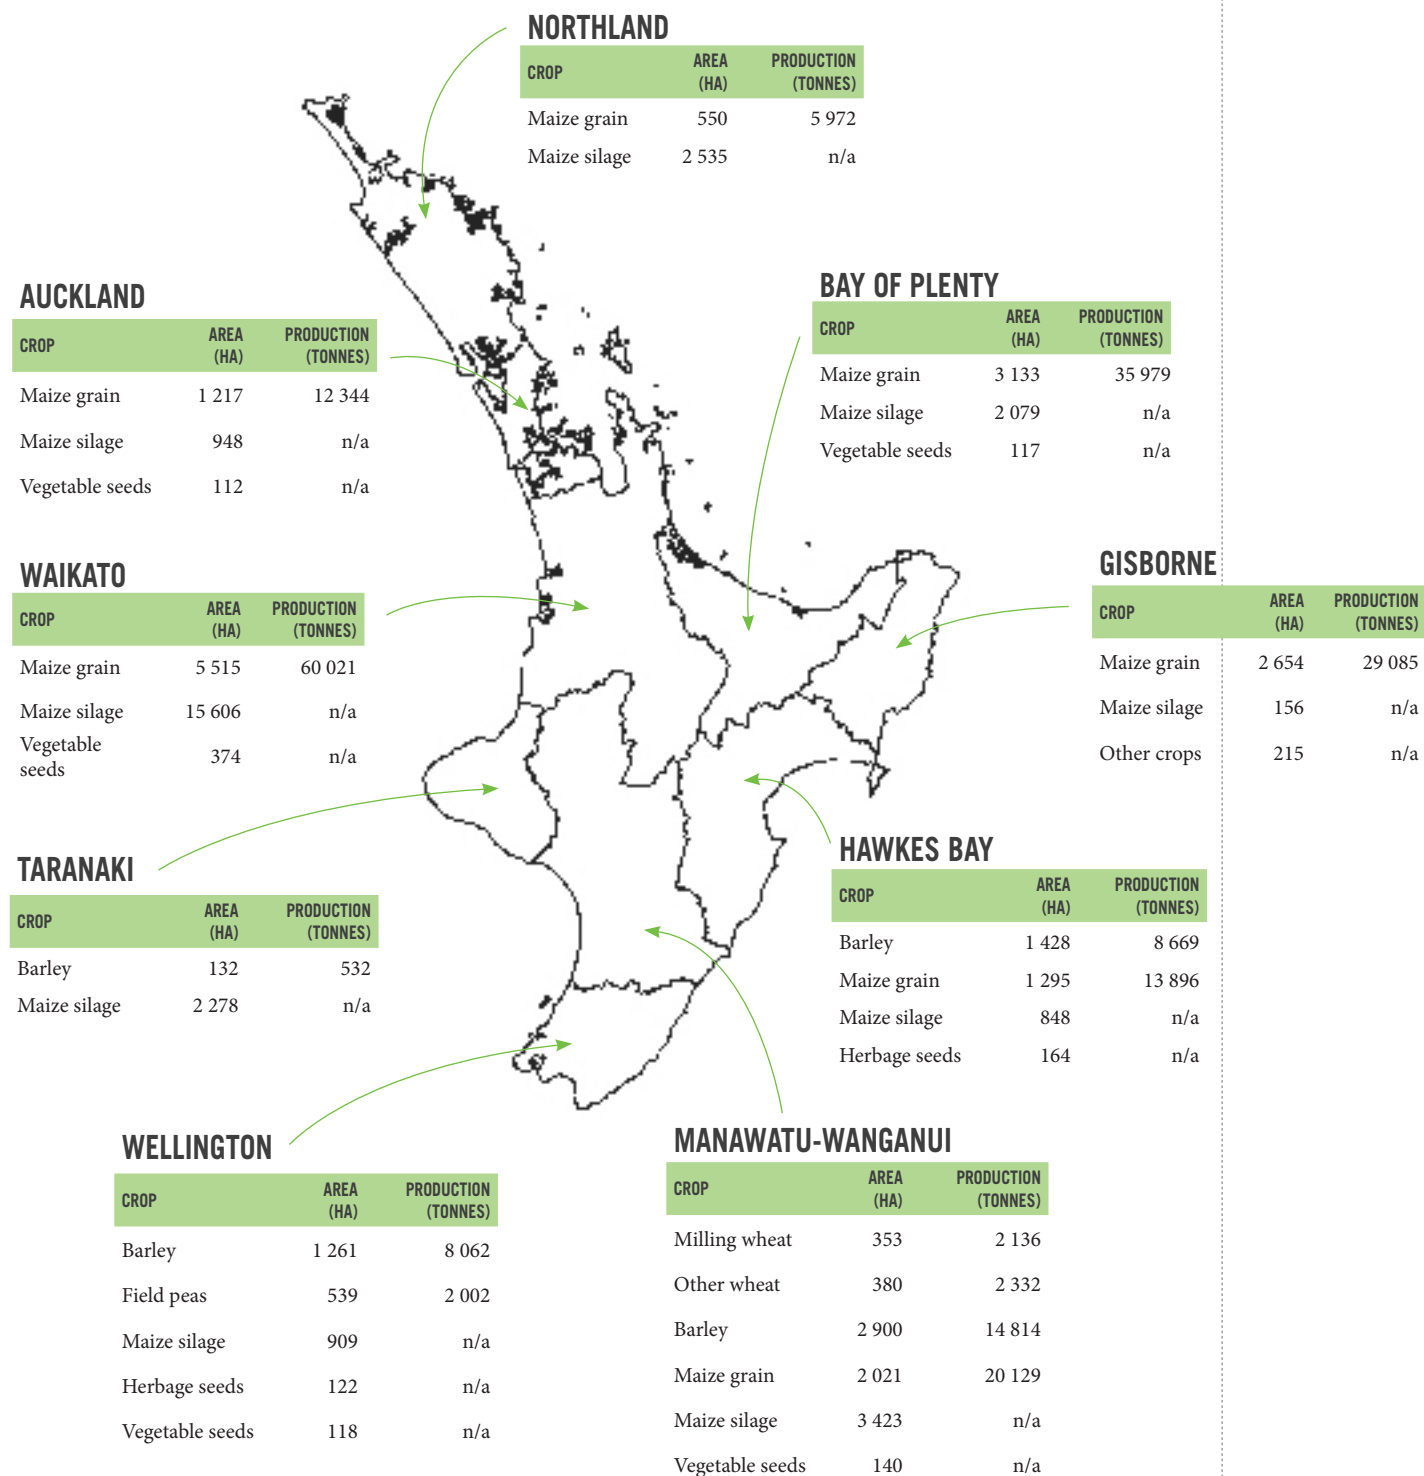 NORTHLAND
CROP AREA (HA) PRODUCTION (TONNES)
Maize grain 550 5 972
Maize silage 2 535 n/a
AUCKLAND
CROP AREA (HA) PRODUCTION (TONNES)
Maize grain 1 217 12 344
Maize silage 948 n/a
Vegetable seeds 112 n/a
BAY OF PLENTY
CROP AREA (HA) PRODUCTION (TONNES)
Maize grain 3 133 35 979
Maize silage 2 079 n/a
Vegetable seeds 117 n/a
WAIKATO
CROP AREA (HA) PRODUCTION (TONNES)
Maize grain 5 515 60 021
Maize silage 15 606 n/a
Vegetable seeds 374 n/a
GISBORNE
CROP AREA (HA) PRODUCTION (TONNES)
Maize grain 2 654 29 085
Maize silage 156 n/a
Other crops 215 n/a
TARANAKI
CROP AREA (HA) PRODUCTION (TONNES)
Barley 132 532
Maize silage 2 278 n/a
HAWKES BAY
CROP AREA (HA) PRODUCTION (TONNES)
Barley 1 428 8 669
Maize grain 1 295 13 896
Maize silage 848 n/a
Herbage seeds 164 n/a
WELLINGTON
CROP AREA (HA) PRODUCTION (TONNES)
Barley 1 261 8 062
Field peas 539 2 002
Maize silage 909 n/a
Herbage seeds 122 n/a
Vegetable seeds 118 n/a
MANAWATU-WANGANUI
CROP AREA (HA) PRODUCTION (TONNES)
Milling wheat 353 2 136
Other wheat 380 2 332
Barley 2 900 14 814
Maize grain 2 021 20 129
Maize silage 3 423 n/a
Vegetable seeds 140 n/a